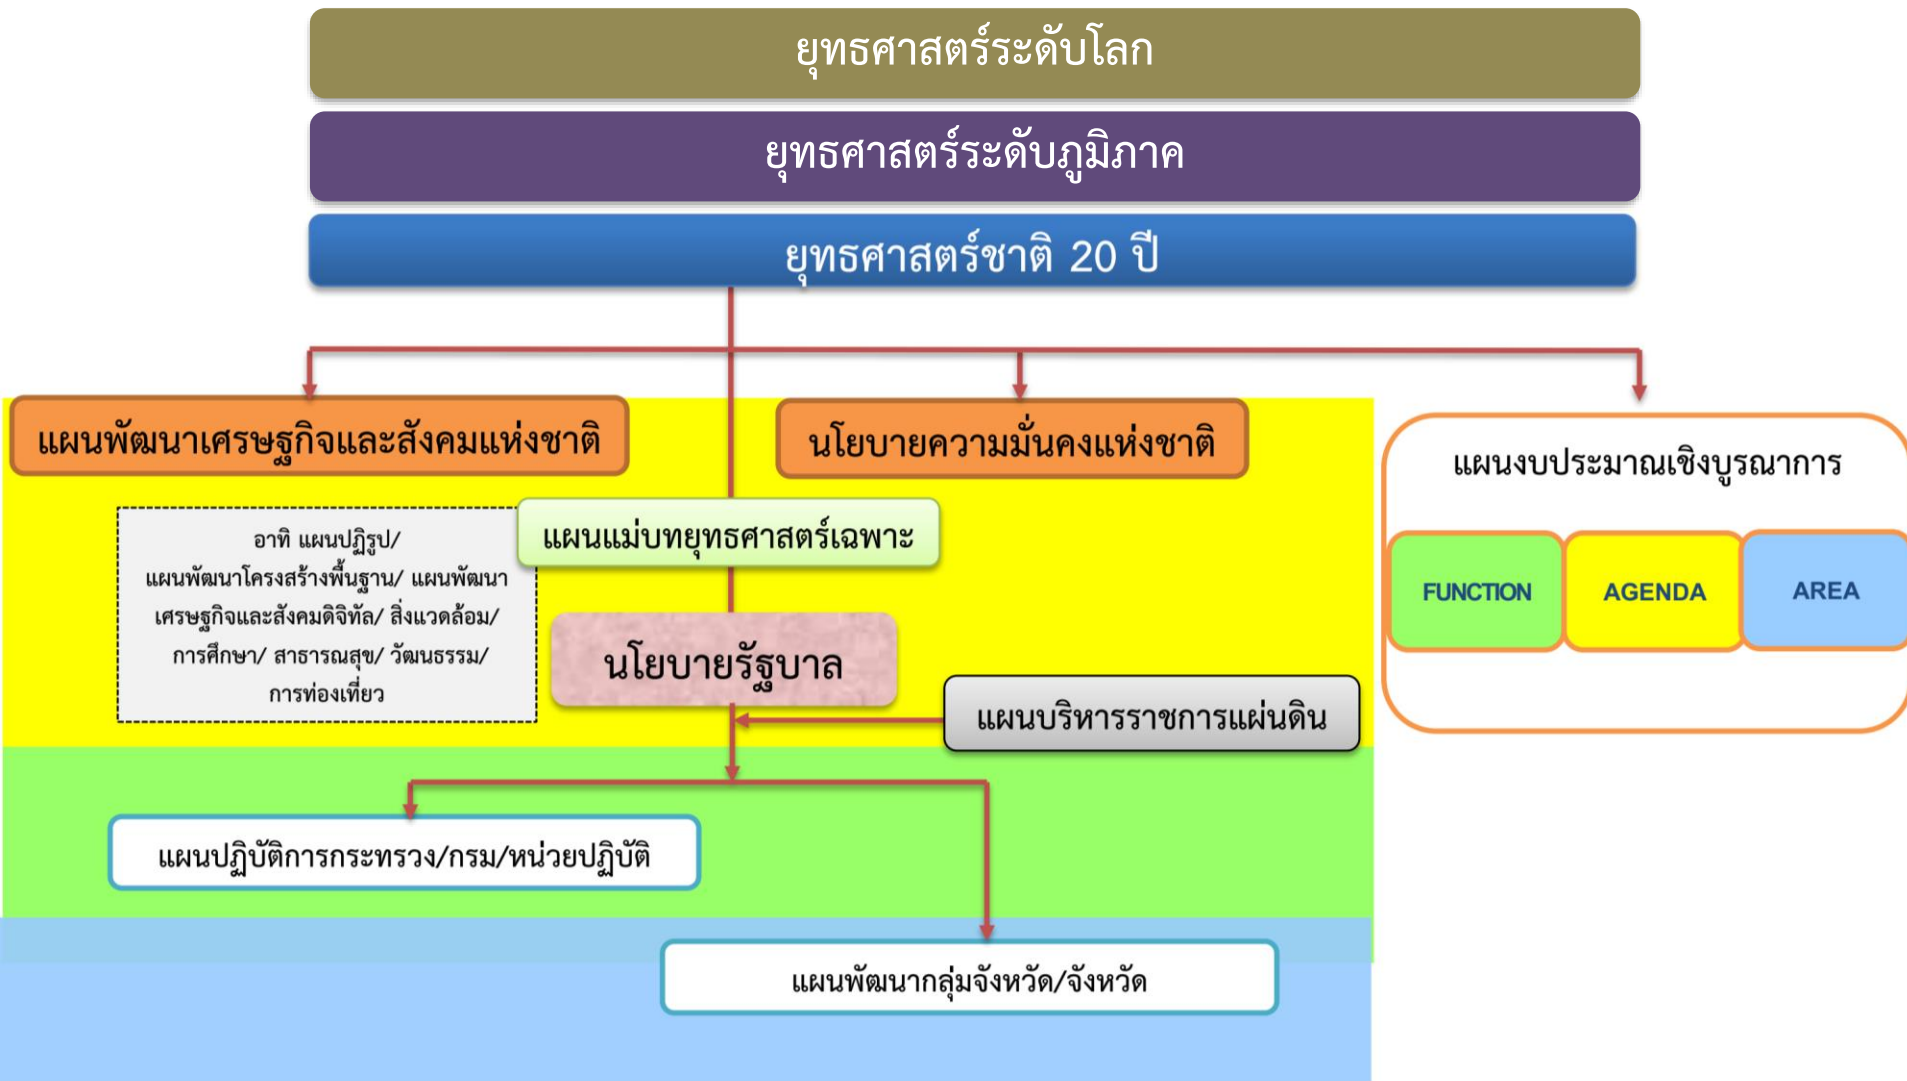 ยุทธศาสตร์ระดับโลก
ยุทธศาสตร์ระดับภูมิภาค
ยุทธศาสตร์ชาติ 20 ปี
แผนพัฒนาเศรษฐกิจและสังคมแห่งชาติ
นโยบายความมั่นคงแห่งชาติ
แผนงบประมาณเชิงบูรณาการ
FUNCTION
AGENDA
AREA
แผนแม่บทยุทธศาสตร์เฉพาะ
อาทิ แผนปฏิรูป/
แผนพัฒนาโครงสร้างพื้นฐาน/ แผนพัฒนา
เศรษฐกิจและสังคมดิจิทัล/ สิ่งแวดล้อม/
การศึกษา/ สาธารณสุข/ วัฒนธรรม/
การท่องเที่ยว
นโยบายรัฐบาล
แผนบริหารราชการแผ่นดิน
แผนปฏิบัติการกระทรวง/กรม/หน่วยปฏิบัติ
แผนพัฒนากลุ่มจังหวัด/จังหวัด